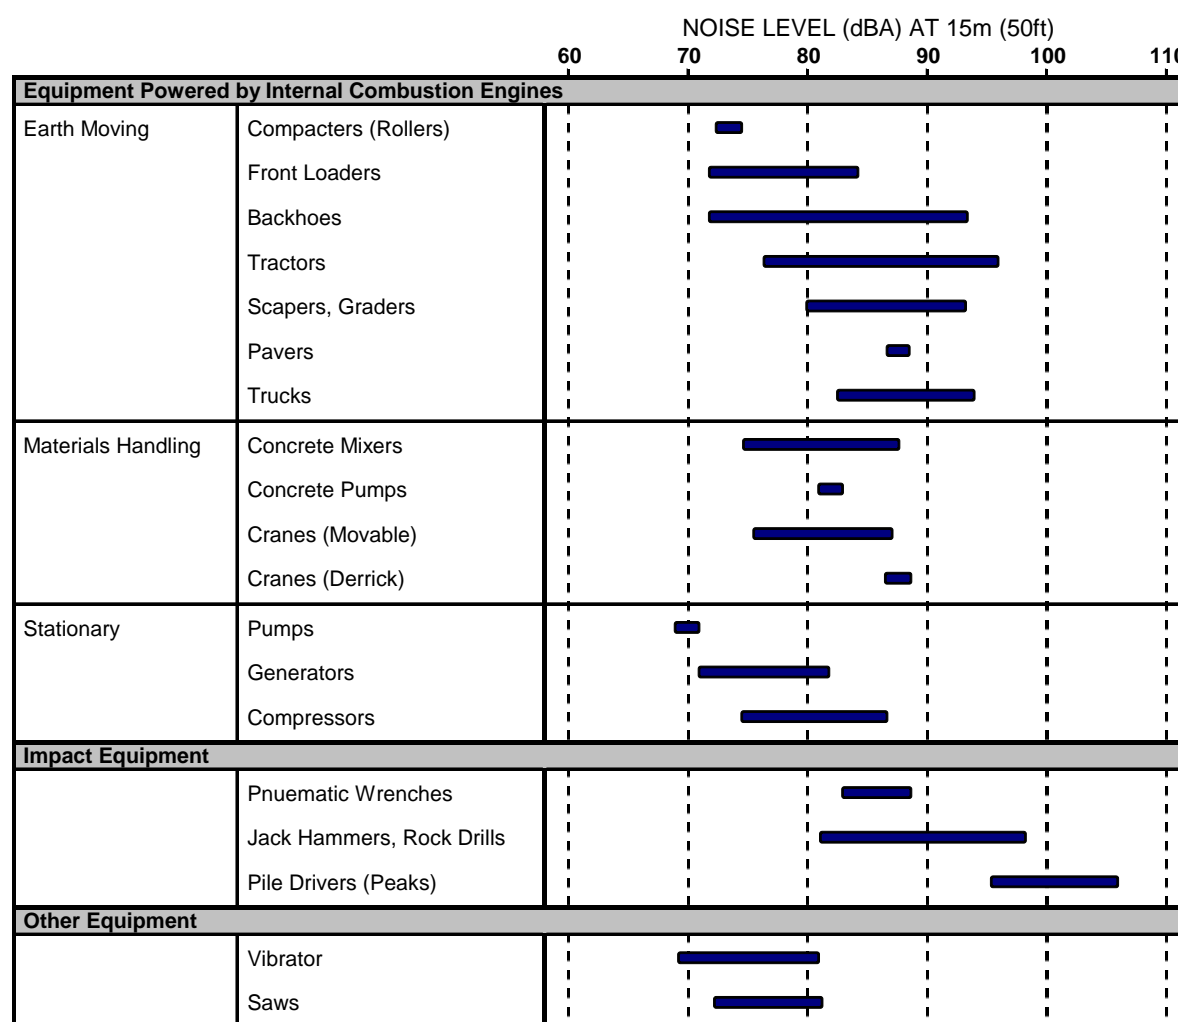 NOISE LEVEL (dBA) AT 15m (50ft)
60 70 80 90 100 110
Equipment Powered by Internal Combustion Engines
Earth Moving Compacters (Rollers)
Front Loaders
Backhoes
Tractors
Scapers, Graders
Pavers
Trucks
Materials Handling Concrete Mixers
Concrete Pumps
Cranes (Movable)
Cranes (Derrick)
Stationary Pumps
Generators
Compressors
Impact Equipment
Pnuematic Wrenches
Jack Hammers, Rock Drills
Pile Drivers (Peaks)
Other Equipment
Vibrator
Saws